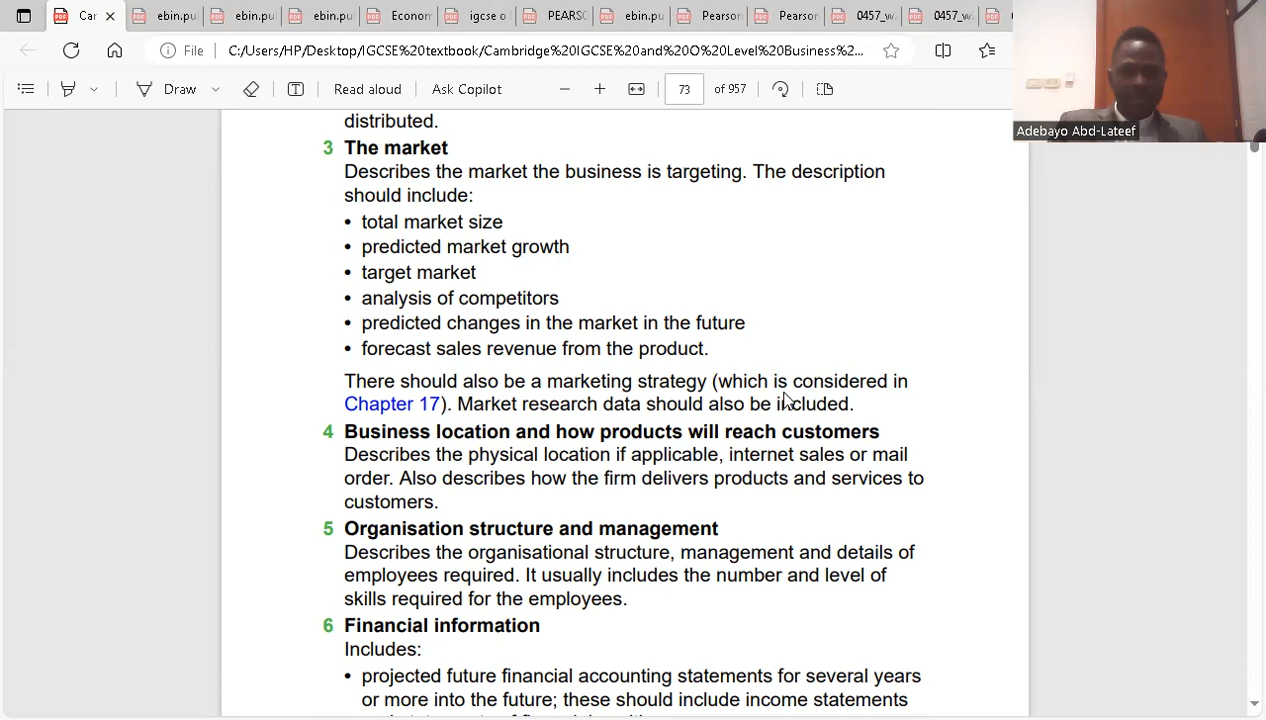 Car
ebin.pu
ebin.pu
ebin.pu
Econom
igcse o
PEARSO
ebin.pu
Pearson
Pearson
0457_w
0457_w
File
C:/Users/HP/Desktop/IGCSE%20textbook/Cambridge%20IGCSE%20and%20O%20Level%20Business%2...
Draw
Read aloud
Ask Copilot
73
of 957
Adebayo Abd-Lateef
distributed.
3 The market
Describes the market the business is targeting. The description
should include:
• total market size
• predicted market growth
• target market
• analysis of competitors
• predicted changes in the market in the future
• forecast sales revenue from the product.
There should also be a marketing strategy (which is considered in
Chapter 17). Market research data should also be included.
4 Business location and how products will reach customers
Describes the physical location if applicable, internet sales or mail
order. Also describes how the firm delivers products and services to
customers.
5 Organisation structure and management
Describes the organisational structure, management and details of
employees required. It usually includes the number and level of
skills required for the employees.
6 Financial information
Includes:
• projected future financial accounting statements for several years
or more into the future; these should include income statements